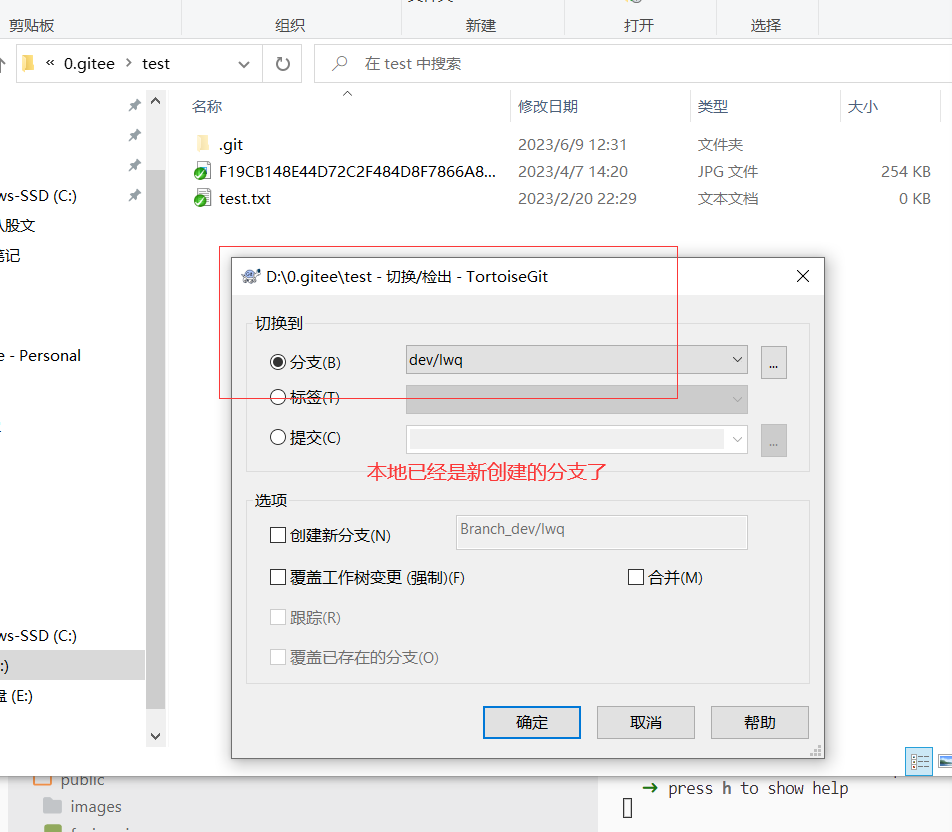 剪贴板
组织
新建
打开
选择
« 0.gitee › test
在 test 中搜索
名称
修改日期
类型
大小
.git
2023/6/9 12:31
文件夹
F19CB148E44D72C2F484D8F7866A8...
2023/4/7 14:20
JPG 文件
254 KB
test.txt
2023/2/20 22:29
文本文档
0 KB
ws-SSD (C:)
八股文
笔记
e - Personal
ws-SSD (C:)
:)
盘 (E:)
D:\0.gitee\test - 切换/检出 - TortoiseGit
切换到
分支(B)
dev/lwq
...
标签(T)
提交(C)
...
本地已经是新创建的分支了
选项
创建新分支(N)
Branch_dev/lwq
覆盖工作树变更 (强制)(F)
合并(M)
跟踪(R)
覆盖已存在的分支(O)
确定
取消
帮助
public
images
→ press h to show help